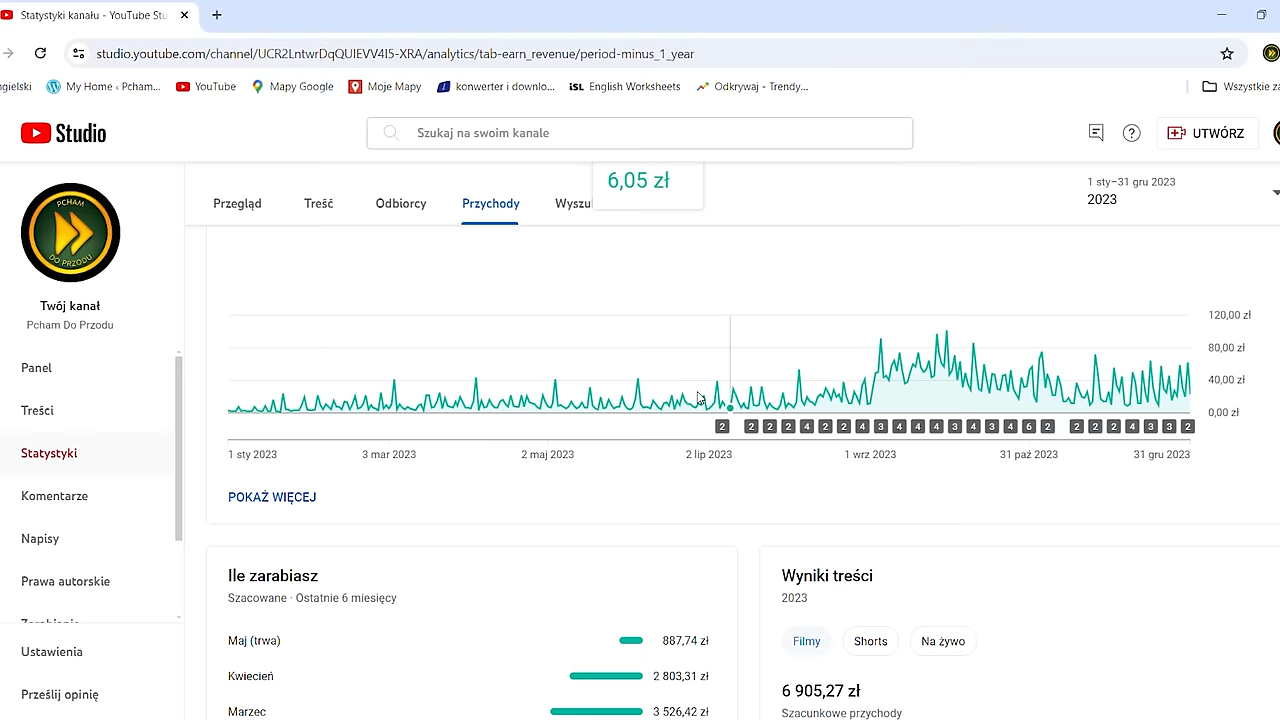 Statystyki kanału - YouTube Stu
studio.youtube.com/channel/UCR2LntwrDqQUIEVV4I5-XRA/analytics/tab-earn_revenue/period-minus_1_year
gielski My Home ‹ Pcham... YouTube Mapy Google Moje Mapy konwerter i downlo... iSL English Worksheets Odkrywaj - Trendy... Wszystkie za
Studio
Szukaj na swoim kanale
UTWÓRZ
PCHAM
DO PRZODU
Twój kanał
Pcham Do Przodu
Panel
Treści
Statystyki
Komentarze
Napisy
Prawa autorskie
Ustawienia
Prześlij opinię
6,05 zł
Przegląd Treść Odbiorcy Przychody Wyszu
1 sty–31 gru 2023
2023
120,00 zł
80,00 zł
40,00 zł
0,00 zł
2 2 2 2 4 2 2 4 3 4 4 4 3 4 3 4 6 2 2 2 2 4 3 3 2
1 sty 2023 3 mar 2023 2 maj 2023 2 lip 2023 1 wrz 2023 31 paź 2023 31 gru 2023
POKAŻ WIĘCEJ
Ile zarabiasz
Szacowane · Ostatnie 6 miesięcy
Maj (trwa) 887,74 zł
Kwiecień 2 803,31 zł
Marzec 3 526,42 zł
Wyniki treści
2023
Filmy Shorts Na żywo
6 905,27 zł
Szacunkowe przychody